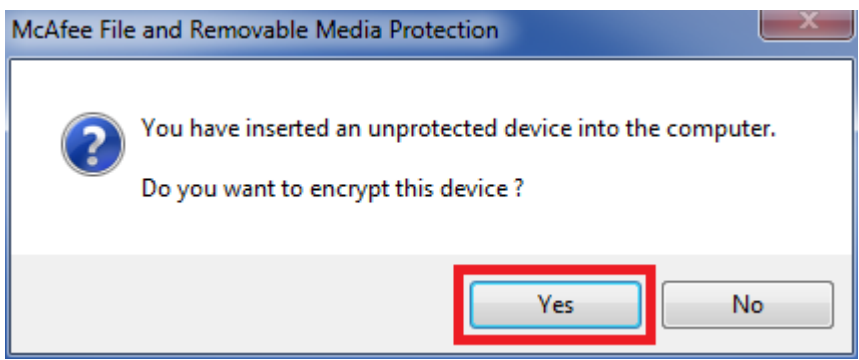 McAfee File and Removable Media Protection
You have inserted an unprotected device into the computer.
Do you want to encrypt this device ?
Yes
No